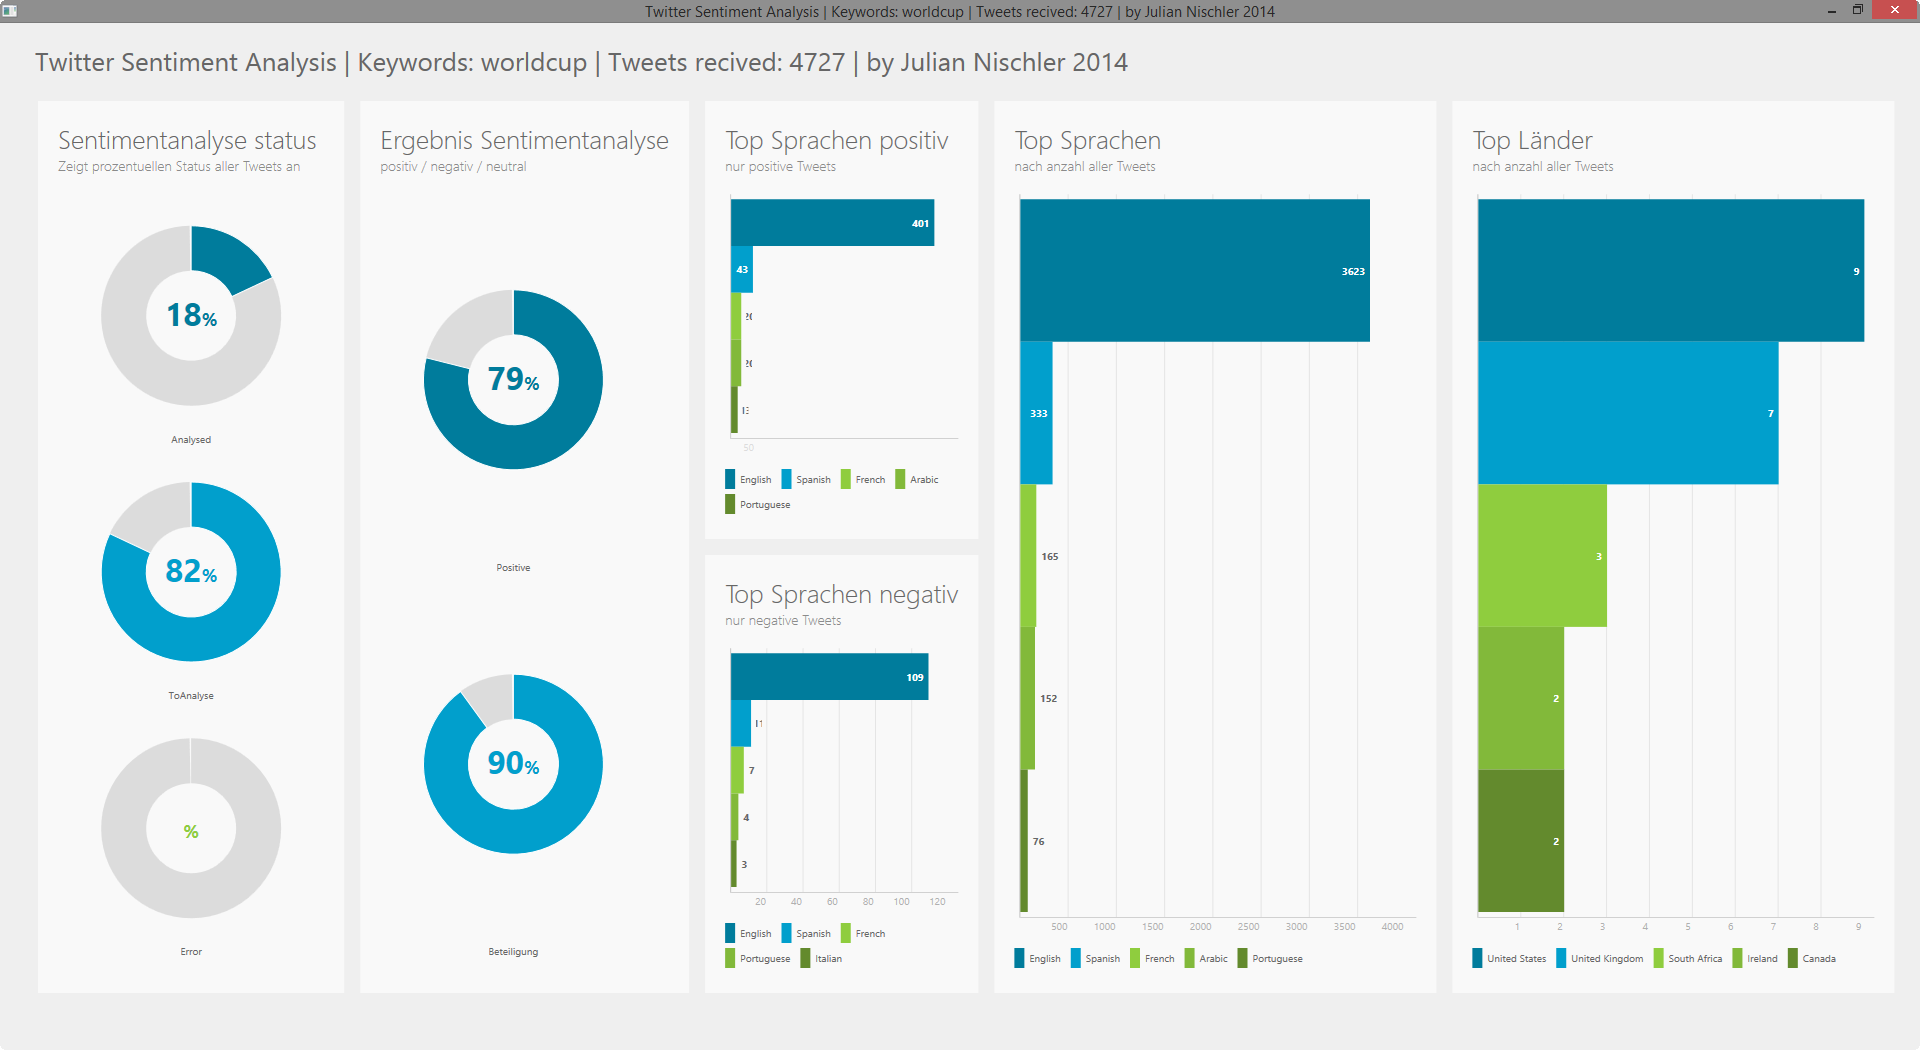 Twitter Sentiment Analysis | Keywords: worldcup | Tweets recived: 4727 | by Julian Nischler 2014
Twitter Sentiment Analysis | Keywords: worldcup | Tweets recived: 4727 | by Julian Nischler 2014
Sentimentanalyse status
Zeigt prozentuellen Status aller Tweets an
18%
Analysed
82%
ToAnalyse
%
Error
Ergebnis Sentimentanalyse
positiv / negativ / neutral
79%
Positive
90%
Beteiligung
Top Sprachen positiv
nur positive Tweets
401
43
50
English Spanish French Arabic
Portuguese
Top Sprachen negativ
nur negative Tweets
109
7
4
3
20 40 60 80 100 120
English Spanish French
Portuguese Italian
Top Sprachen
nach anzahl aller Tweets
3623
333
165
152
76
500 1000 1500 2000 2500 3000 3500 4000
English Spanish French Arabic Portuguese
Top Länder
nach anzahl aller Tweets
9
7
3
2
2
1 2 3 4 5 6 7 8 9
United States United Kingdom South Africa Ireland Canada